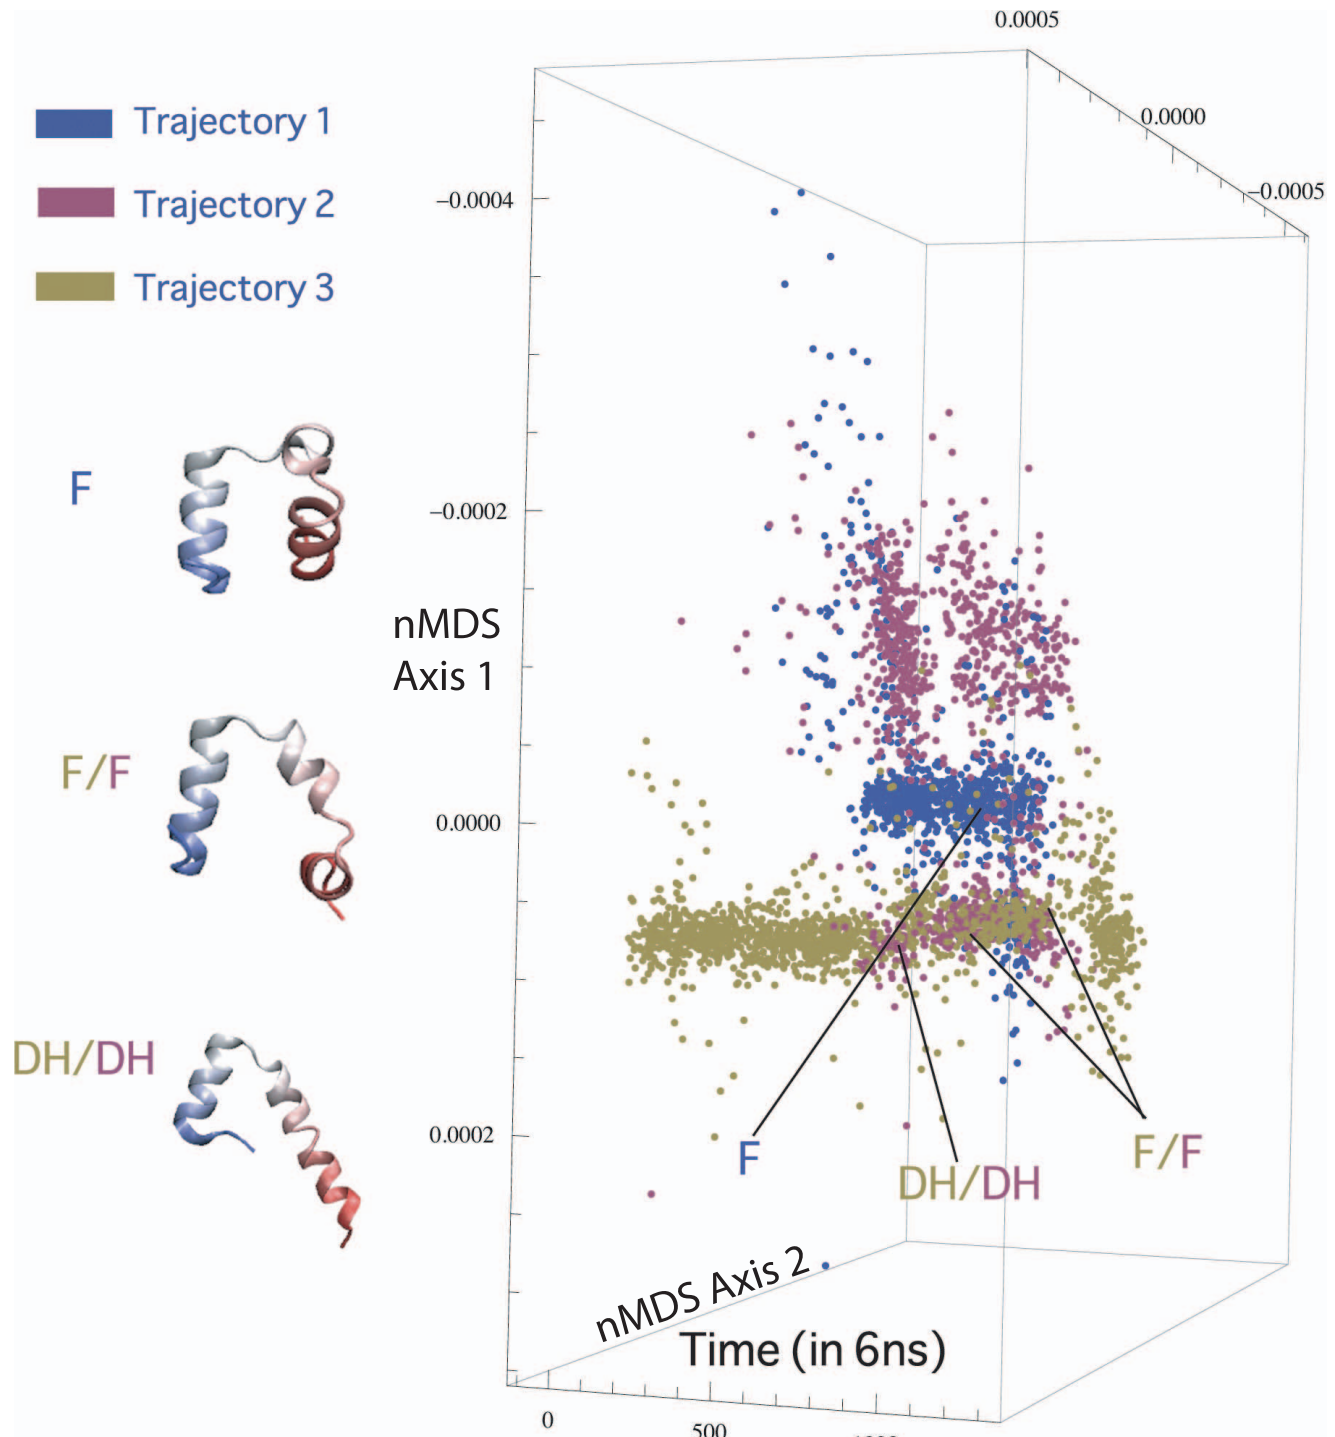 0.0005
Trajectory 1
0.0000
Trajectory 2
−0.0004
−0.0005
Trajectory 3
F
−0.0002
nMDS
Axis 1
F/F
0.0000
DH/DH
0.0002
F
DH/DH
F/F
nMDS Axis 2
Time (in 6ns)
0
500